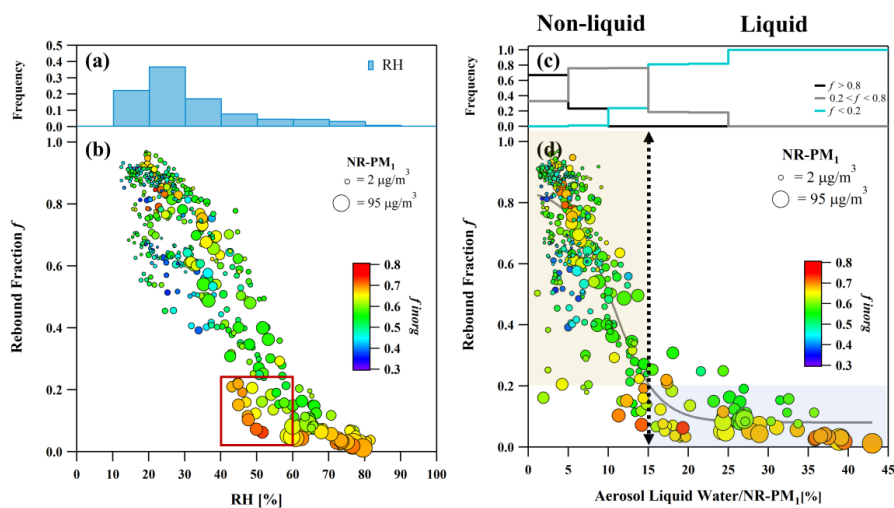 Non-liquid Liquid
(a)
RH
Frequency
0.5
0.4
0.3
0.2
0.1
0.0
(b)
NR-PM1
= 2 µg/m3
= 95 µg/m3
Rebound Fraction f
1.0
0.8
0.6
0.4
0.2
0.0
0.8
0.7
0.6
0.5
0.4
0.3
finorg
0 10 20 30 40 50 60 70 80 90 100
RH [%]
(c)
Frequency
1.0
0.8
0.6
0.4
0.2
0.0
f > 0.8
0.2 < f < 0.8
f < 0.2
(d)
NR-PM1
= 2 µg/m3
= 95 µg/m3
Rebound Fraction f
1.0
0.8
0.6
0.4
0.2
0.0
0.8
0.7
0.6
0.5
0.4
0.3
finorg
0 5 10 15 20 25 30 35 40 45
Aerosol Liquid Water/NR-PM1[%]